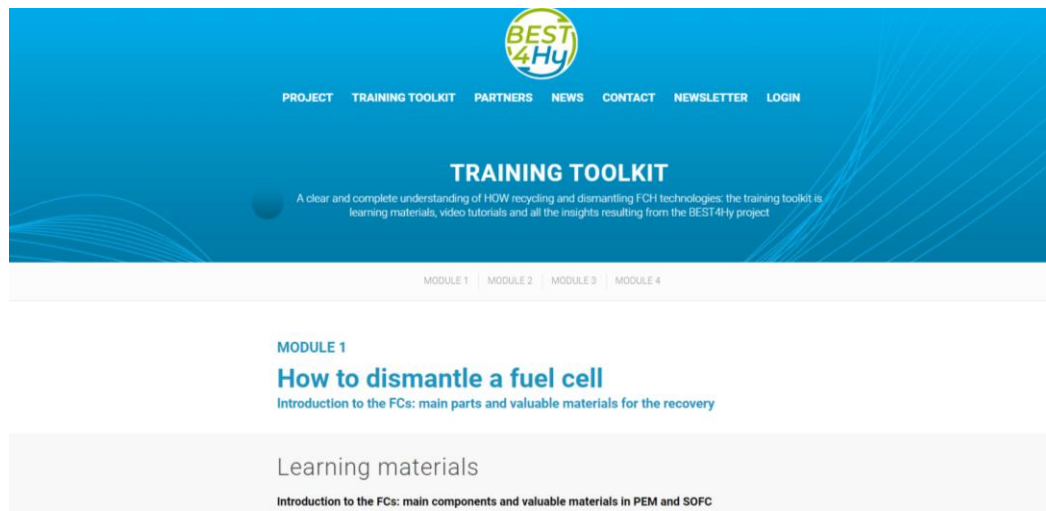 BEST
4Hy
PROJECT TRAINING TOOLKIT PARTNERS NEWS CONTACT NEWSLETTER LOGIN
TRAINING TOOLKIT
A clear and complete understanding of HOW recycling and dismantling FCH technologies: the training toolkit is
learning materials, video tutorials and all the insights resulting from the BEST4Hy project
MODULE 1 MODULE 2 MODULE 3 MODULE 4
MODULE 1
How to dismantle a fuel cell
Introduction to the FCs: main parts and valuable materials for the recovery
Learning materials
Introduction to the FCs: main components and valuable materials in PEM and SOFC